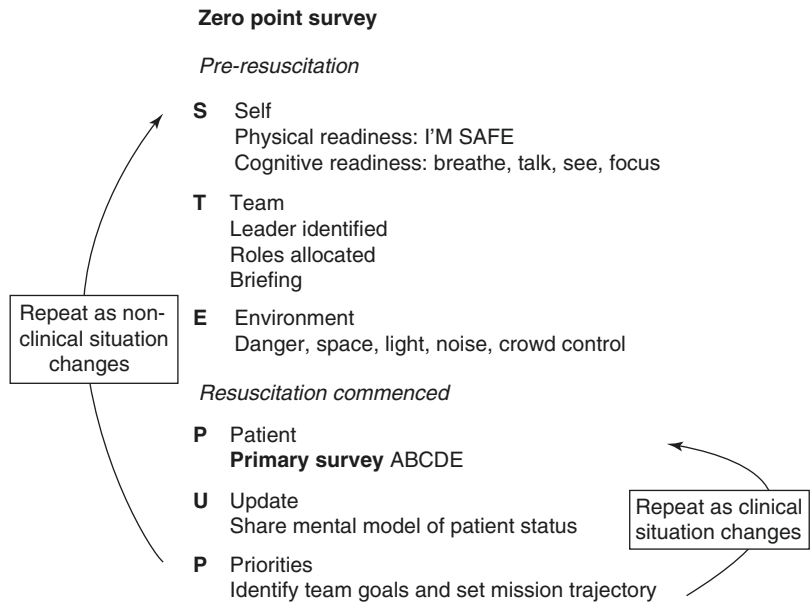 Zero point survey
Pre-resuscitation
S Self
Physical readiness: I'M SAFE
Cognitive readiness: breathe, talk, see, focus
T Team
Leader identified
Roles allocated
Briefing
Repeat as non-
clinical situation
changes
E Environment
Danger, space, light, noise, crowd control
Resuscitation commenced
P Patient
Primary survey ABCDE
U Update
Share mental model of patient status
Repeat as clinical
situation changes
P Priorities
Identify team goals and set mission trajectory